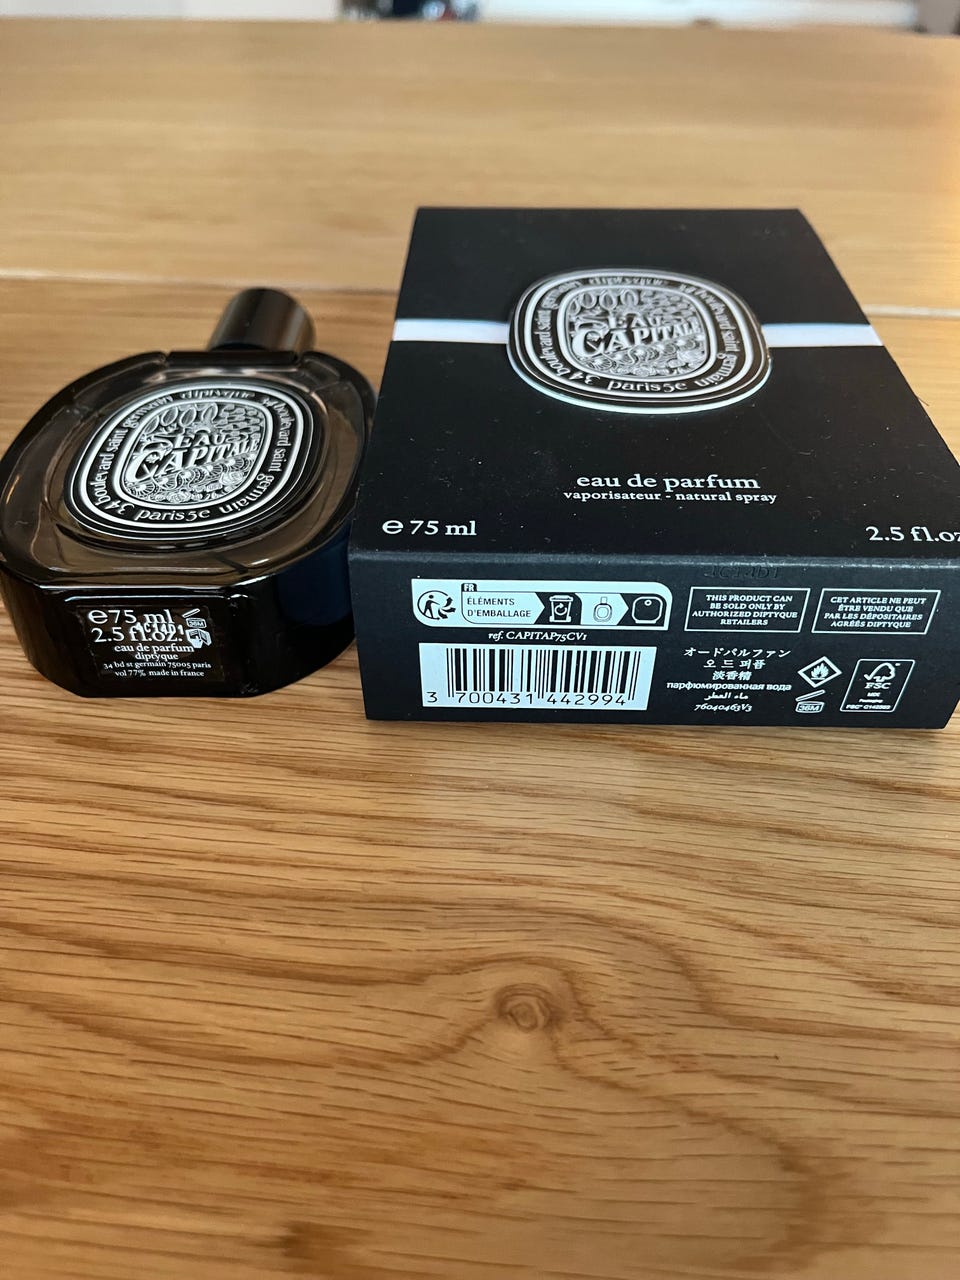 diptyque
34 boulevard saint germain
EAU
CAPITALE
paris 5e
℮75 ml
2.5 fl.oz.
36M
eau de parfum
diptyque
34 bd st germain 75005 paris
vol 77% made in france
diptyque
34 boulevard saint germain
EAU
CAPITALE
paris 5e
eau de parfum
vaporisateur - natural spray
℮ 75 ml
2.5 fl.oz
FR
ÉLÉMENTS
D'EMBALLAGE
ref. CAPITAP75CV1
3 700431 442994
THIS PRODUCT CAN
BE SOLD ONLY BY
AUTHORIZED DIPTYQUE
RETAILERS
CET ARTICLE NE PEUT
ÊTRE VENDU QUE
PAR LES DÉPOSITAIRES
AGRÉÉS DIPTYQUE
オードパルファン
오 드 퍼퓸
淡香精
парфюмированная вода
ماء العطر
76040463V3
36M
FSC
MIX
Packaging